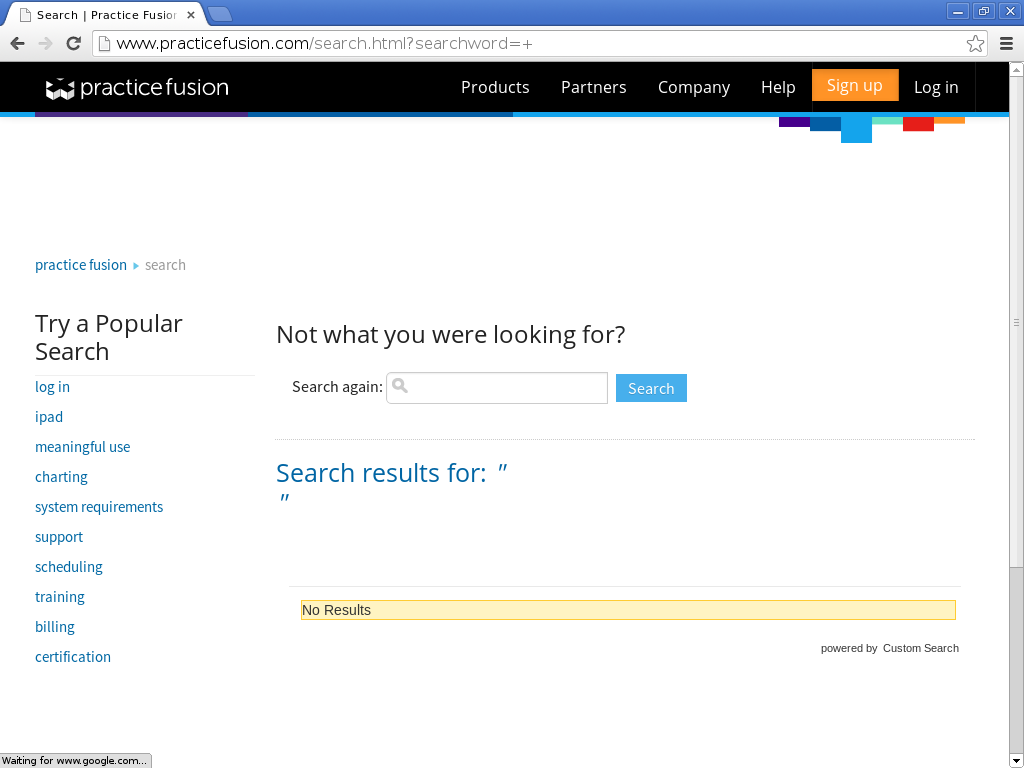 Search | Practice Fusion
www.practicefusion.com/search.html?searchword=+
practice fusion
Products Partners Company Help Sign up Log in
practice fusion search
Try a Popular
Search
log in
ipad
meaningful use
charting
system requirements
support
scheduling
training
billing
certification
Not what you were looking for?
Search again: Search
Search results for: "
"
No Results
powered by Custom Search
Waiting for www.google.com...